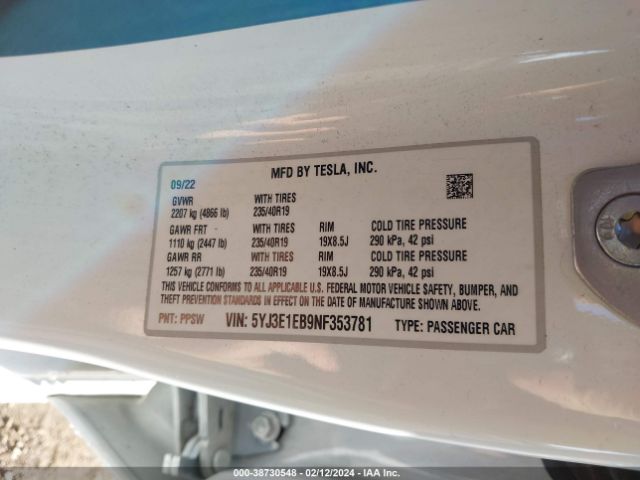 MFD BY TESLA, INC.
09/22
GVWR WITH TIRES
2207 kg (4866 lb) 235/40R19
GAWR FRT - WITH TIRES RIM COLD TIRE PRESSURE
1110 kg (2447 lb) 235/40R19 19X8.5J 290 kPa, 42 psi
GAWR RR WITH TIRES RIM COLD TIRE PRESSURE
1257 kg (2771 lb) 235/40R19 19X8.5J 290 kPa, 42 psi
THIS VEHICLE CONFORMS TO ALL APPLICABLE U.S. FEDERAL MOTOR VEHICLE SAFETY, BUMPER, AND
THEFT PREVENTION STANDARDS IN EFFECT ON THE DATE OF MANUFACTURE SHOWN ABOVE.
PNT: PPSW VIN: 5YJ3E1EB9NF353781 TYPE: PASSENGER CAR
000-38730548 - 02/12/2024 - IAA Inc.